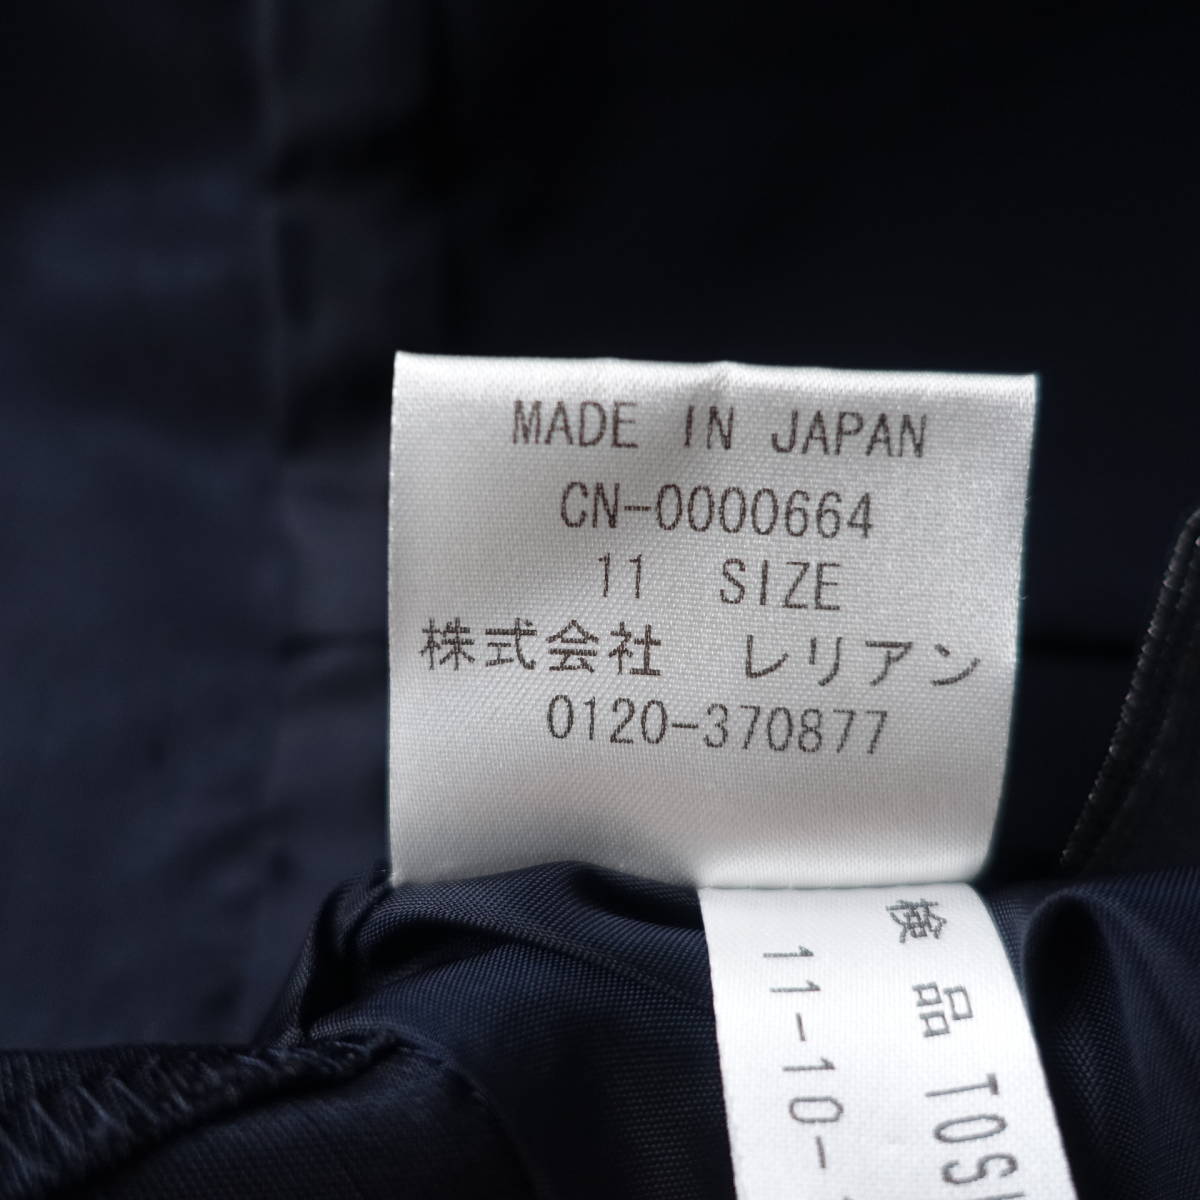 MADE IN JAPAN
CN-0000664
11 SIZE
株式会社 レリアン
0120-370877
検品
11-10-